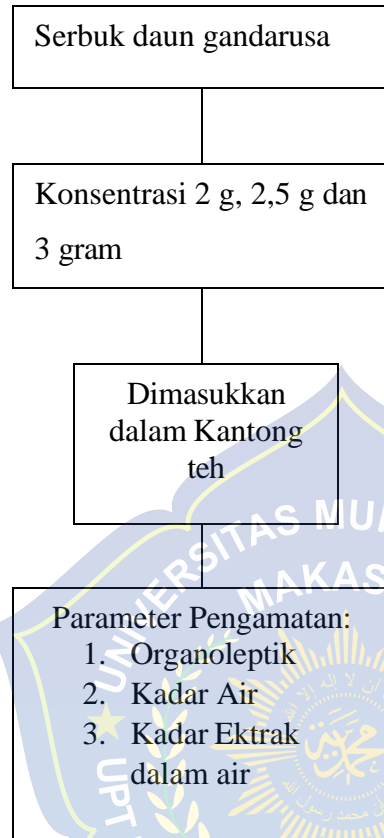 Serbuk daun gandarusa
Konsentrasi 2 g, 2,5 g dan
3 gram
Dimasukkan
dalam Kantong
teh
Parameter Pengamatan:
1. Organoleptik
2. Kadar Air
3. Kadar Ektrak
dalam air